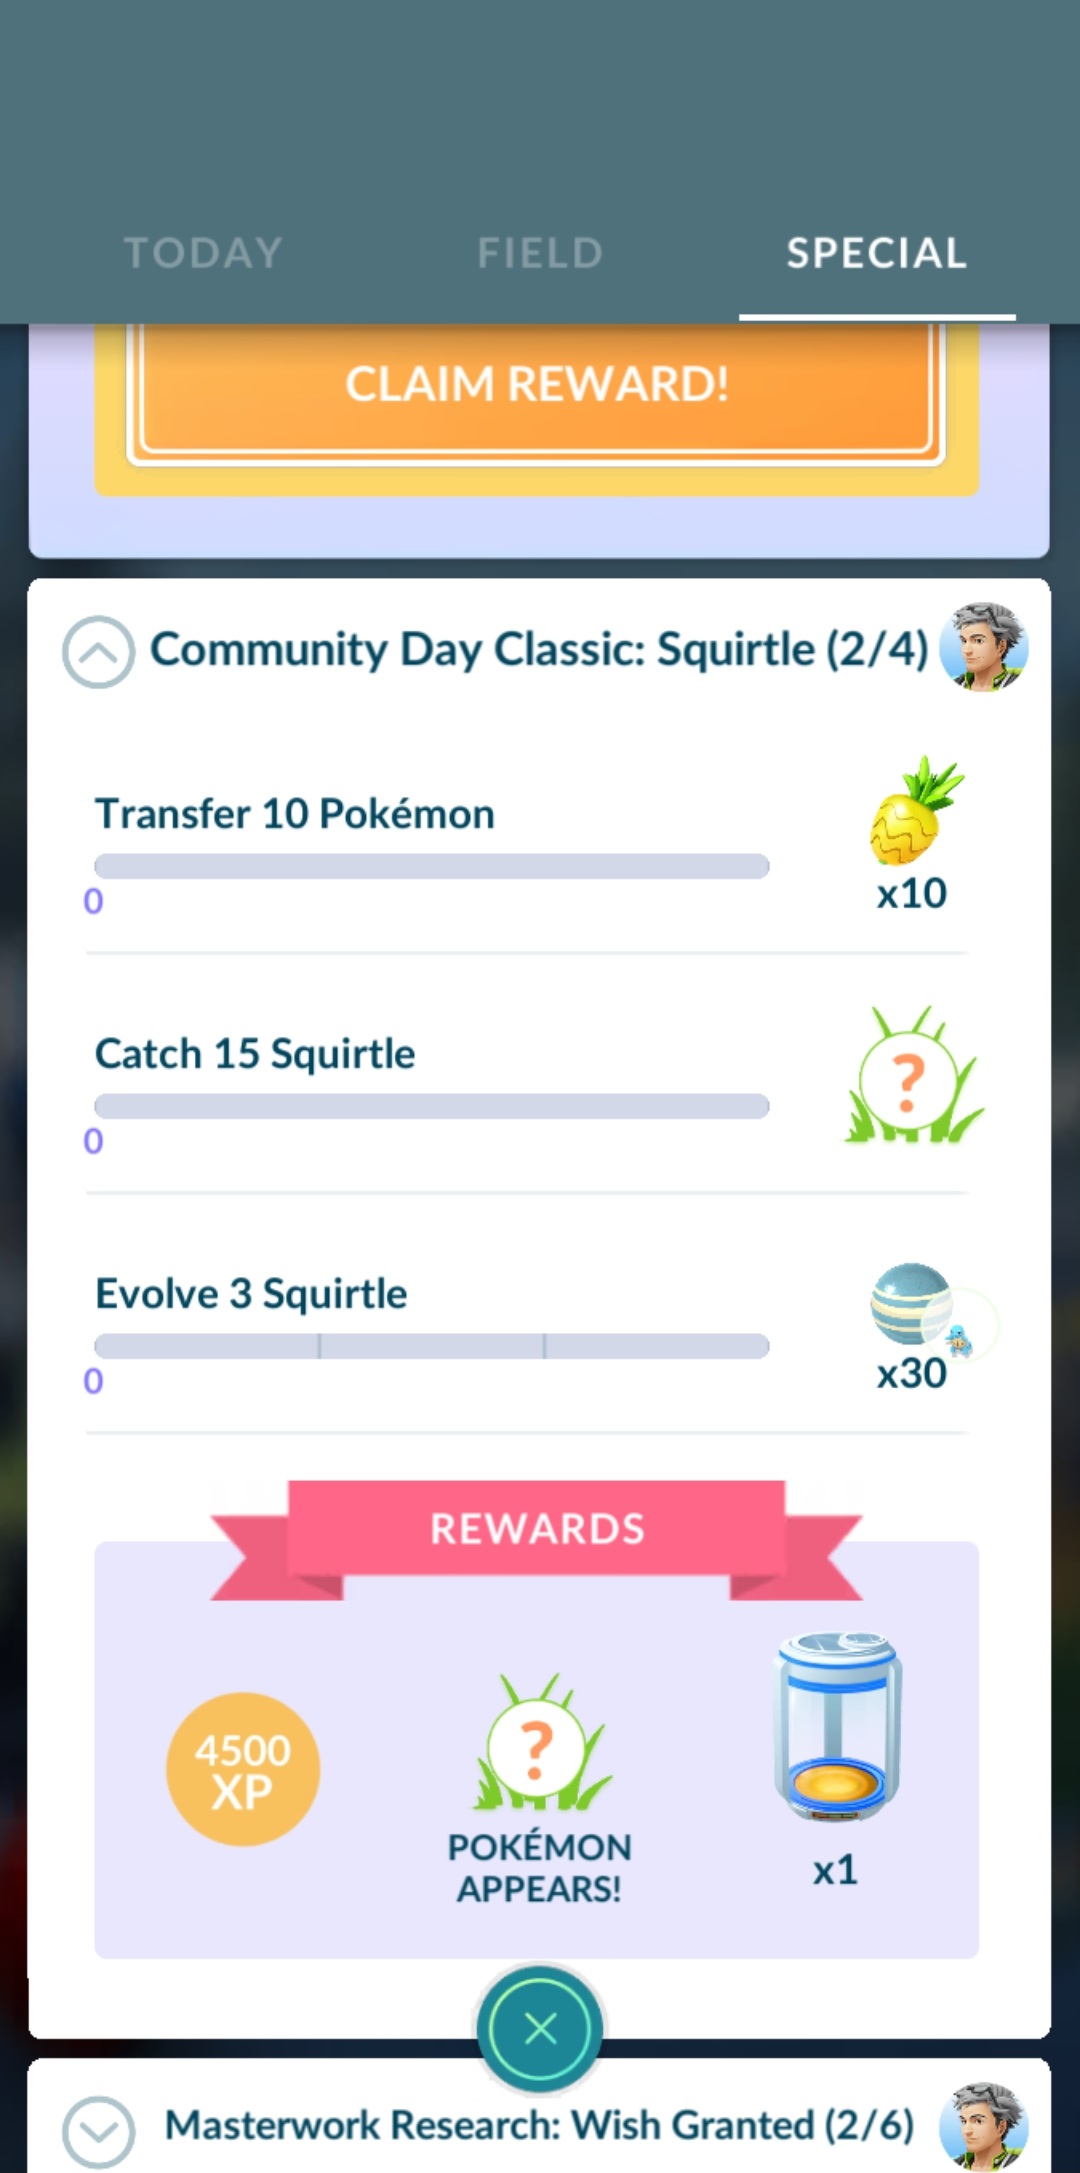 TODAY FIELD SPECIAL
CLAIM REWARD!
Community Day Classic: Squirtle (2/4)
Transfer 10 Pokémon
0
x10
Catch 15 Squirtle
0
?
Evolve 3 Squirtle
0
x30
REWARDS
4500
XP
?
POKÉMON
APPEARS!
x1
Masterwork Research: Wish Granted (2/6)